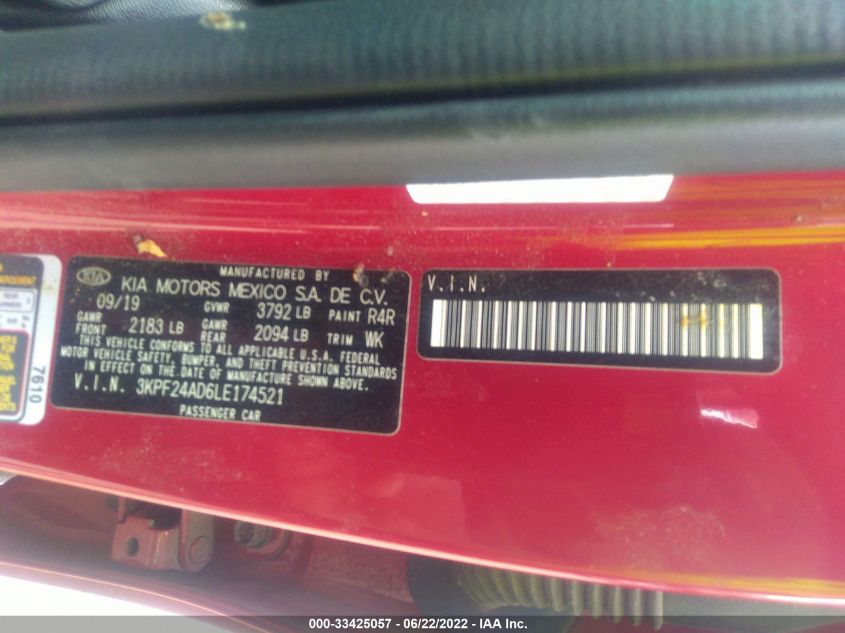 MANUFACTURED BY
KIA
KIA MOTORS MEXICO S.A. DE C.V.
09/19 GVWR 3792 LB PAINT R4R
GAWR FRONT 2183 LB GAWR REAR 2094 LB TRIM WK
THIS VEHICLE CONFORMS TO ALL APPLICABLE U.S.A. FEDERAL
MOTOR VEHICLE SAFETY, BUMPER, AND THEFT PREVENTION STANDARDS
IN EFFECT ON THE DATE OF MANUFACTURE SHOWN ABOVE.
V.I.N. 3KPF24AD6LE174521
PASSENGER CAR
V.I.N.
7610
000-33425057 - 06/22/2022 - IAA Inc.